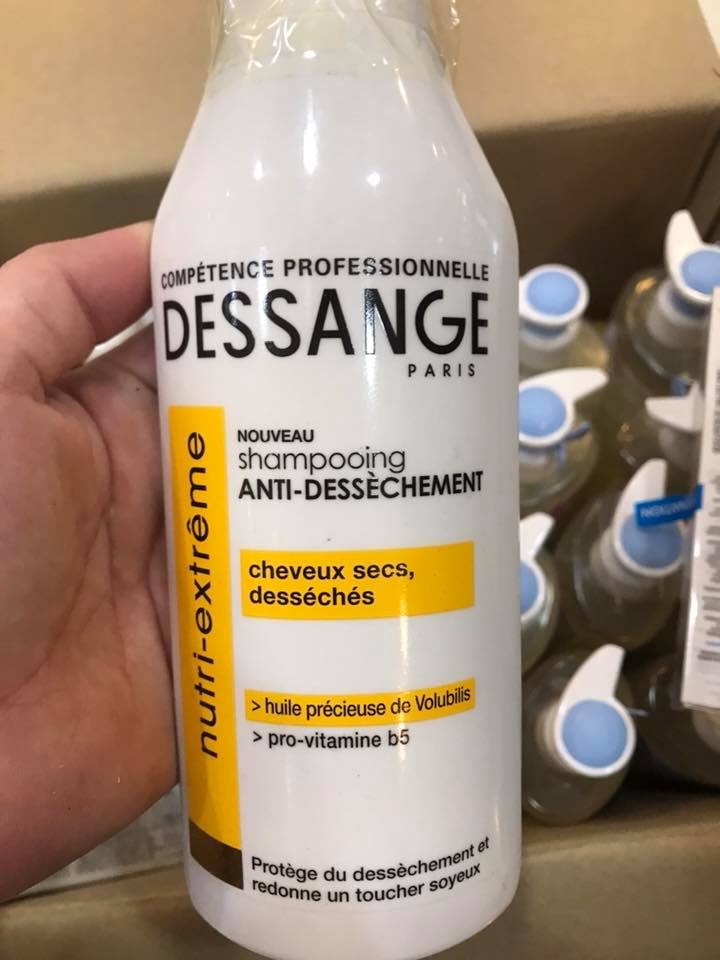 COMPÉTENCE PROFESSIONNELLE
DESSANGE
PARIS
nutri-extrême
NOUVEAU
shampooing
ANTI-DESSÈCHEMENT
cheveux secs,
desséchés
> huile précieuse de Volubilis
> pro-vitamine b5
Protège du dessèchement et
redonne un toucher soyeux